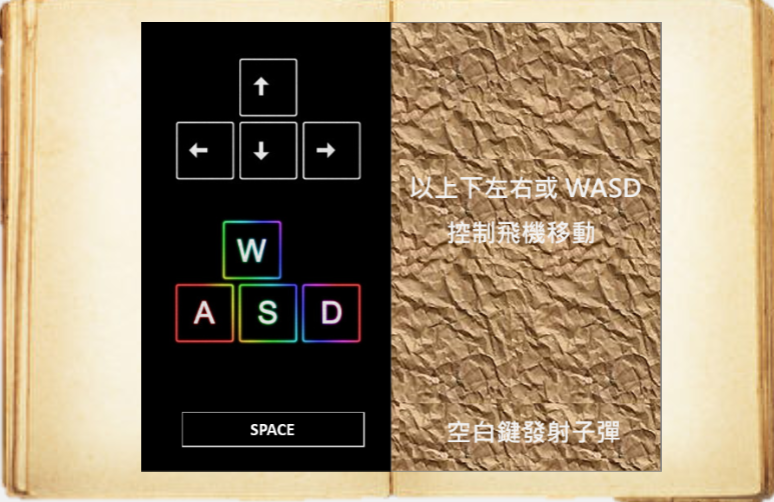 ↑
← ↓ →
W
A S D
SPACE
以上下左右或 WASD
控制飛機移動
空白鍵發射子彈